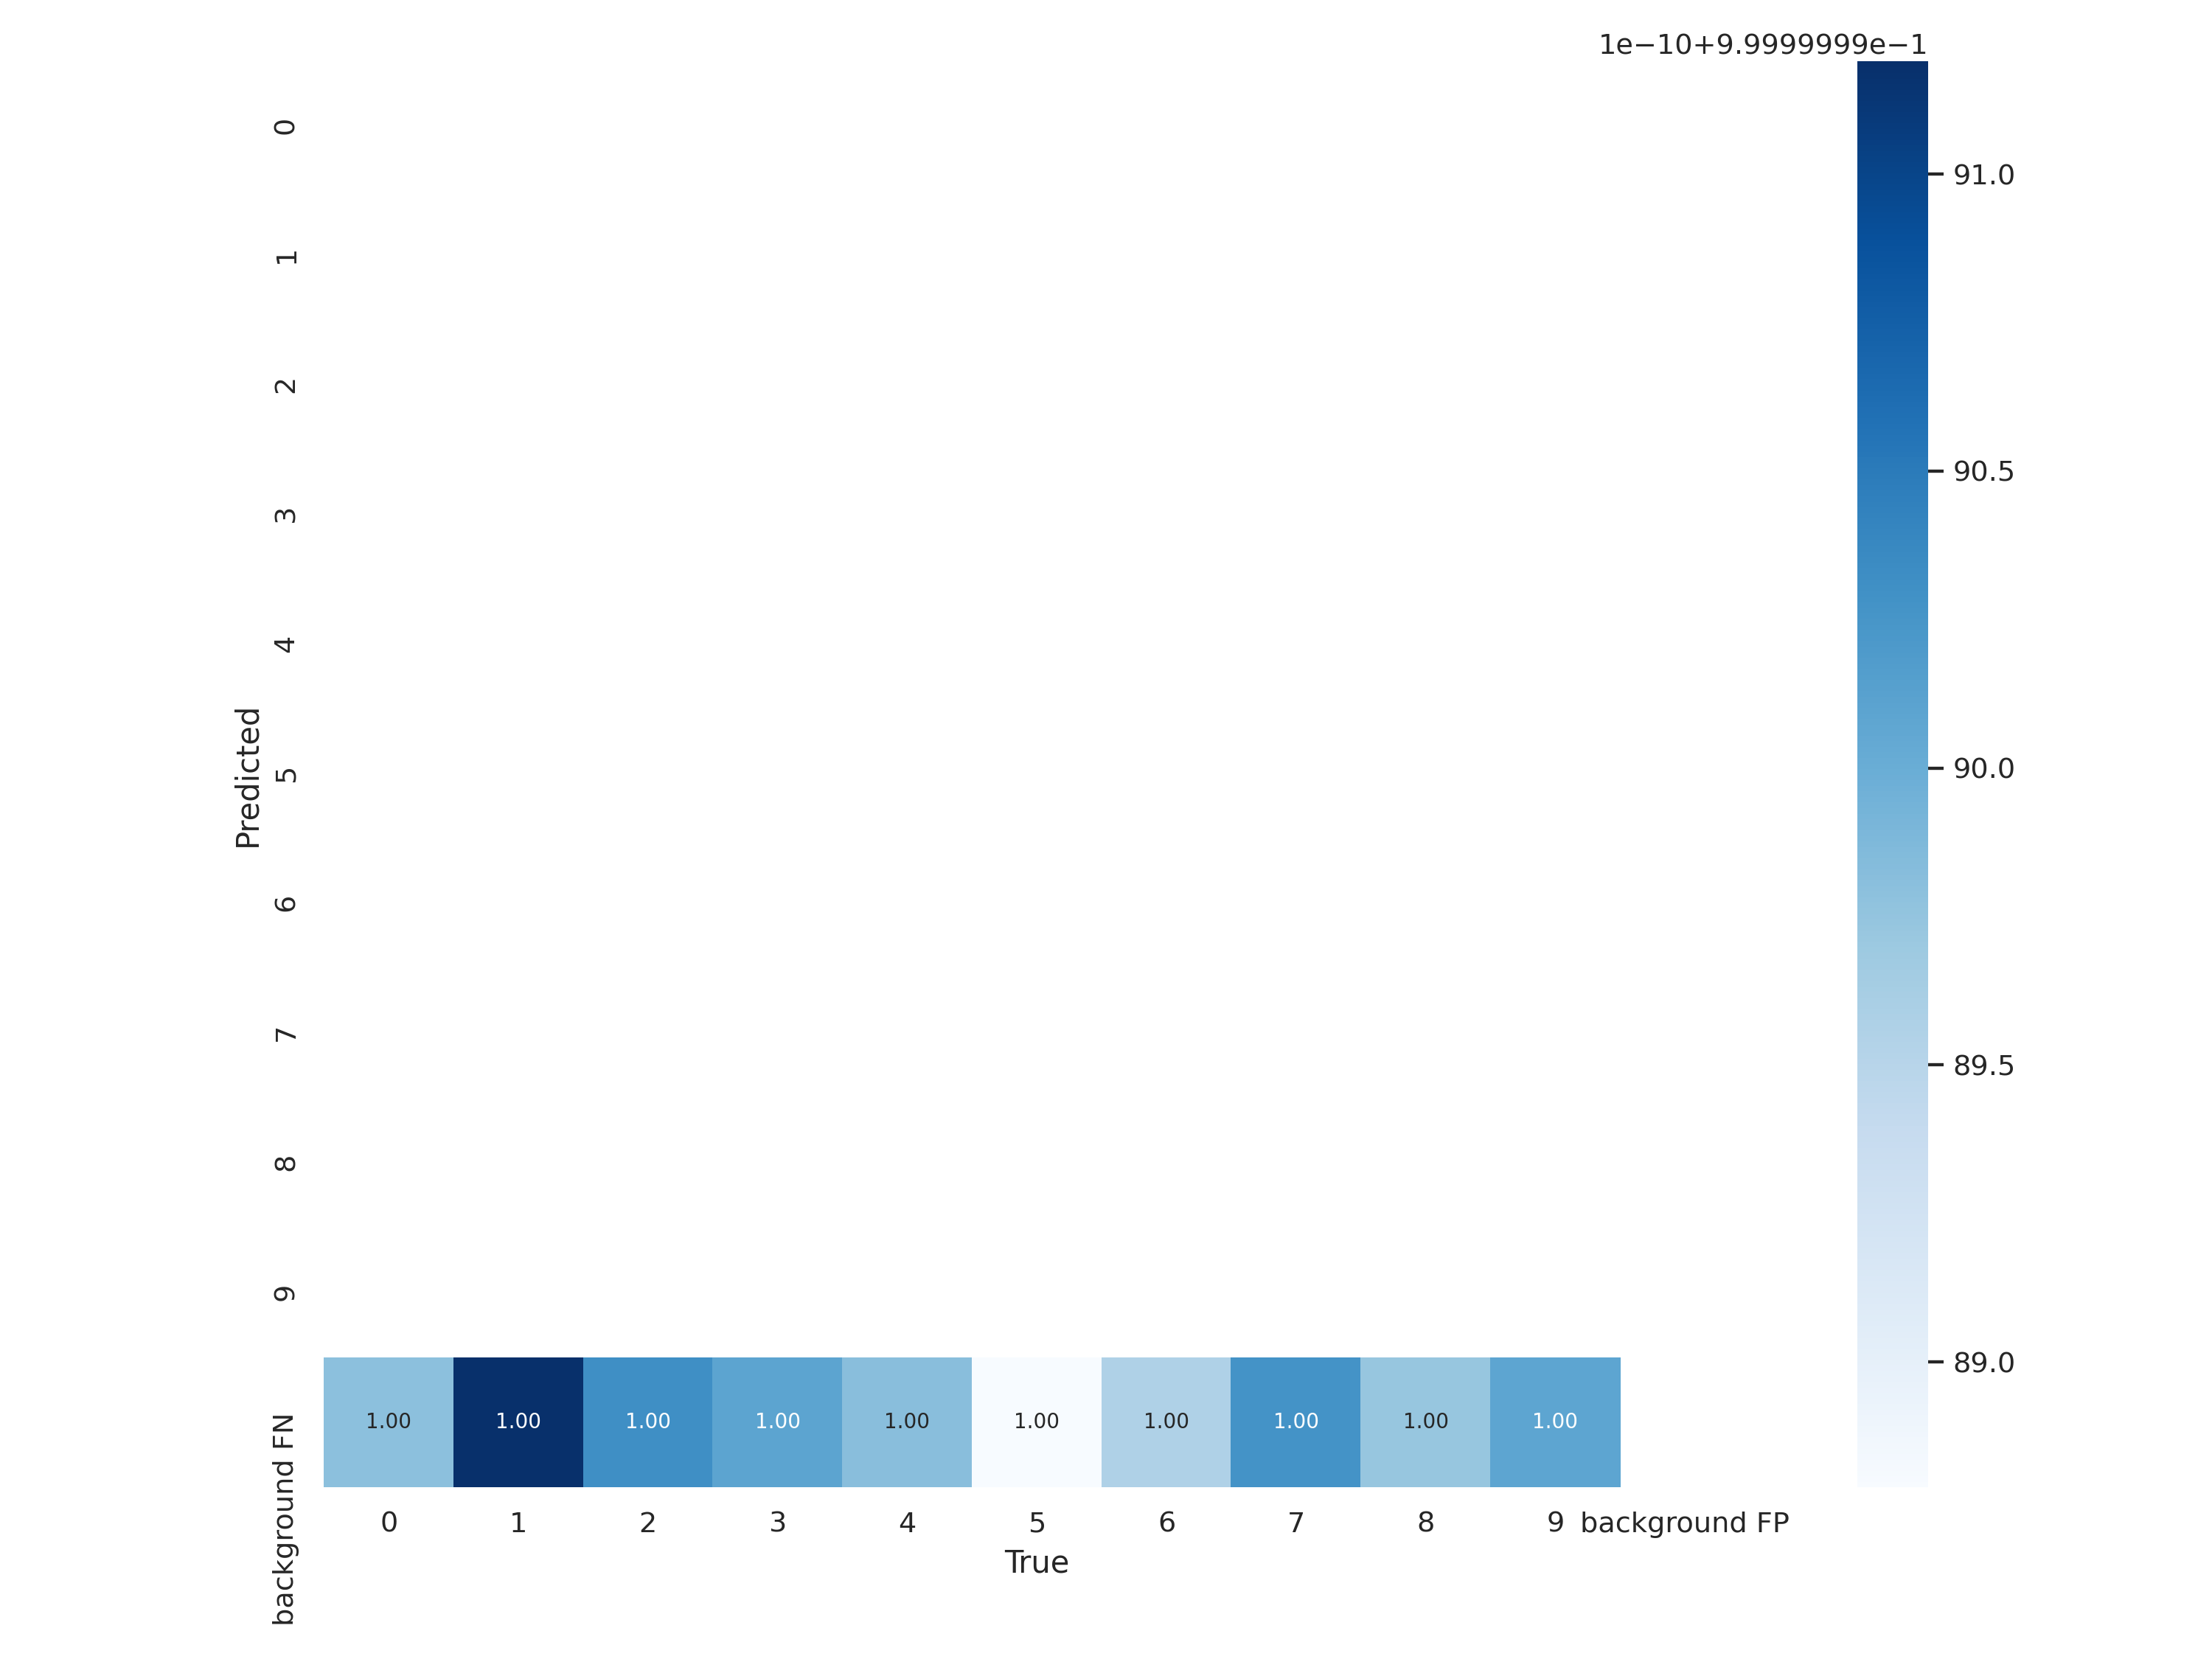 1e−10+9.9999999e−1
0
1
2
3
4
5
6
7
8
9
background FN
Predicted
1.00 1.00 1.00 1.00 1.00 1.00 1.00 1.00 1.00 1.00
0 1 2 3 4 5 6 7 8 9 background FP
True
91.0
90.5
90.0
89.5
89.0